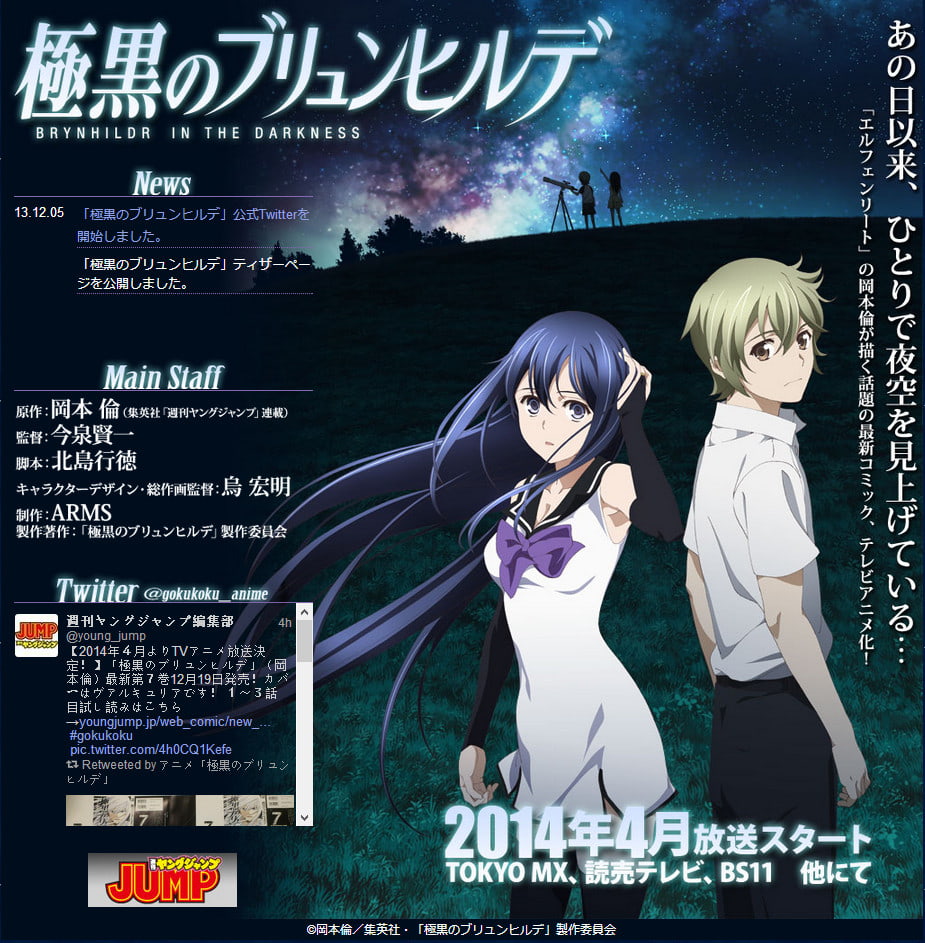 極黒のブリュンヒルデ
BRYNHILDR IN THE DARKNESS
あの日以来、ひとりで夜空を見上げている…
「エルフェンリート」の岡本倫が描く話題の最新コミック、テレビアニメ化！
News
13.12.05 「極黒のブリュンヒルデ」公式Twitterを
開始しました。
「極黒のブリュンヒルデ」ティザーペー
ジを公開しました。
Main Staff
原作：岡本 倫（集英社「週刊ヤングジャンプ」連載）
監督：今泉賢一
脚本：北島行徳
キャラクターデザイン・総作画監督：烏 宏明
制作：ARMS
製作著作：「極黒のブリュンヒルデ」製作委員会
Twitter @gokukoku_anime
週刊ヤングジャンプ編集部 4h
@young_jump
【2014年４月よりTVアニメ放送決
定！】「極黒のブリュンヒルデ」（岡
本倫）最新第７巻12月19日発売！カバ
ーはヴァルキュリアです！１～３話
目試し読みはこちら
→youngjump.jp/web_comic/new_…
#gokukoku
pic.twitter.com/4h0CQ1Kefe
Retweeted by アニメ「極黒のブリュン
ヒルデ」
7 7
JUMP
週刊ヤングジャンプ
JUMP
2014年4月放送スタート
TOKYO MX、読売テレビ、BS11 他にて
©岡本倫／集英社・「極黒のブリュンヒルデ」製作委員会